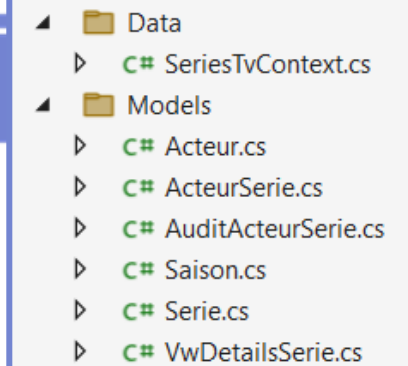 Data
C# SeriesTvContext.cs
Models
C# Acteur.cs
C# ActeurSerie.cs
C# AuditActeurSerie.cs
C# Saison.cs
C# Serie.cs
C# VwDetailsSerie.cs